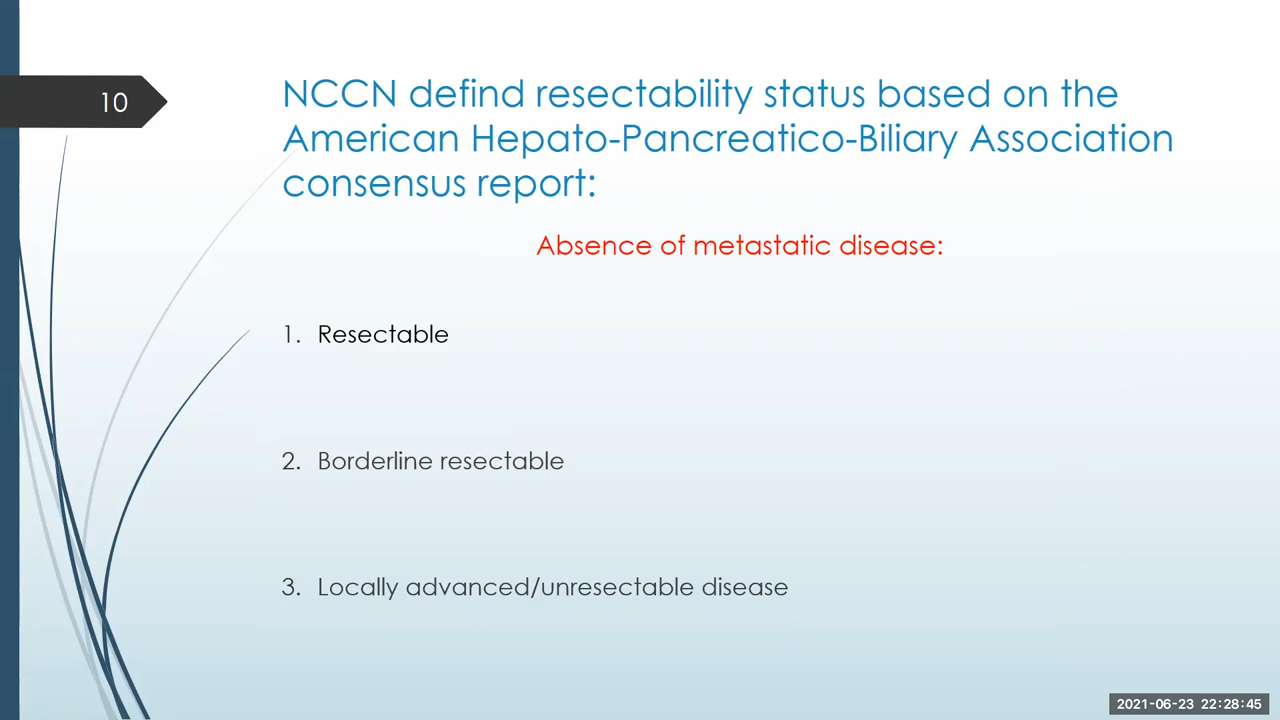 10
NCCN defind resectability status based on the
American Hepato-Pancreatico-Biliary Association
consensus report:
Absence of metastatic disease:
1. Resectable
2. Borderline resectable
3. Locally advanced/unresectable disease
2021-06-23 22:28:45